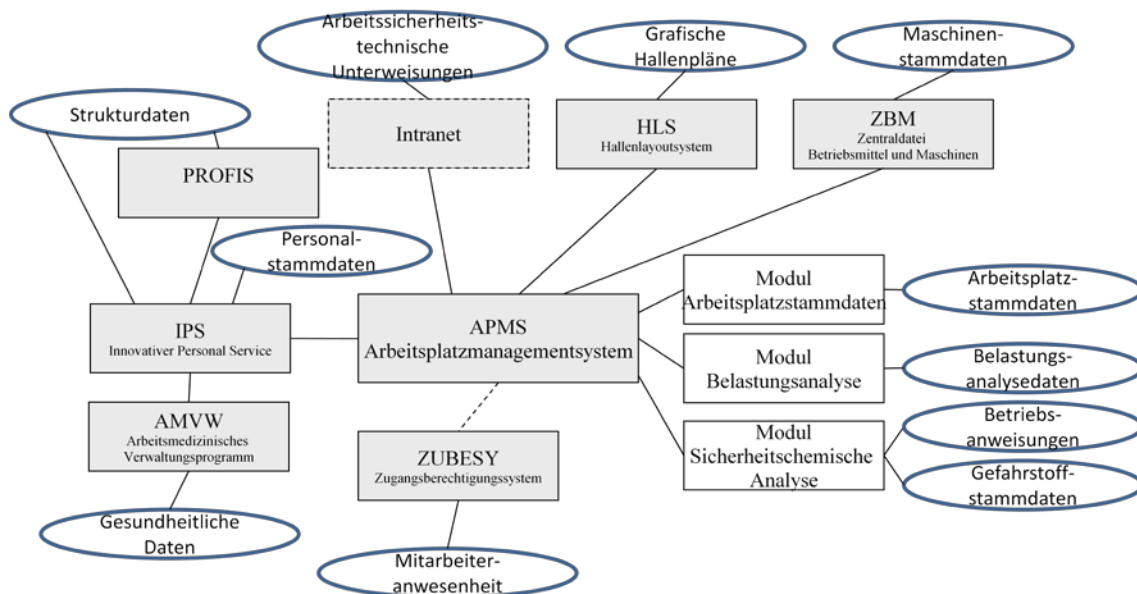 Arbeitssicherheits-
technische
Unterweisungen
Grafische
Hallenpläne
Maschinen-
stammdaten
Strukturdaten
Intranet
HLS
Hallenlayoutsystem
ZBM
Zentraldatei
Betriebsmittel und Maschinen
PROFIS
Personal-
stammdaten
IPS
Innovativer Personal Service
APMS
Arbeitsplatzmanagementsystem
Modul
Arbeitsplatzstammdaten
Arbeitsplatz-
stammdaten
Modul
Belastungsanalyse
Belastungs-
analysedaten
AMVW
Arbeitsmedizinisches
Verwaltungsprogramm
ZUBESY
Zugangsberechtigungssystem
Modul
Sicherheitschemische
Analyse
Betriebs-
anweisungen
Gefahrstoff-
stammdaten
Gesundheitliche
Daten
Mitarbeiter-
anwesenheit